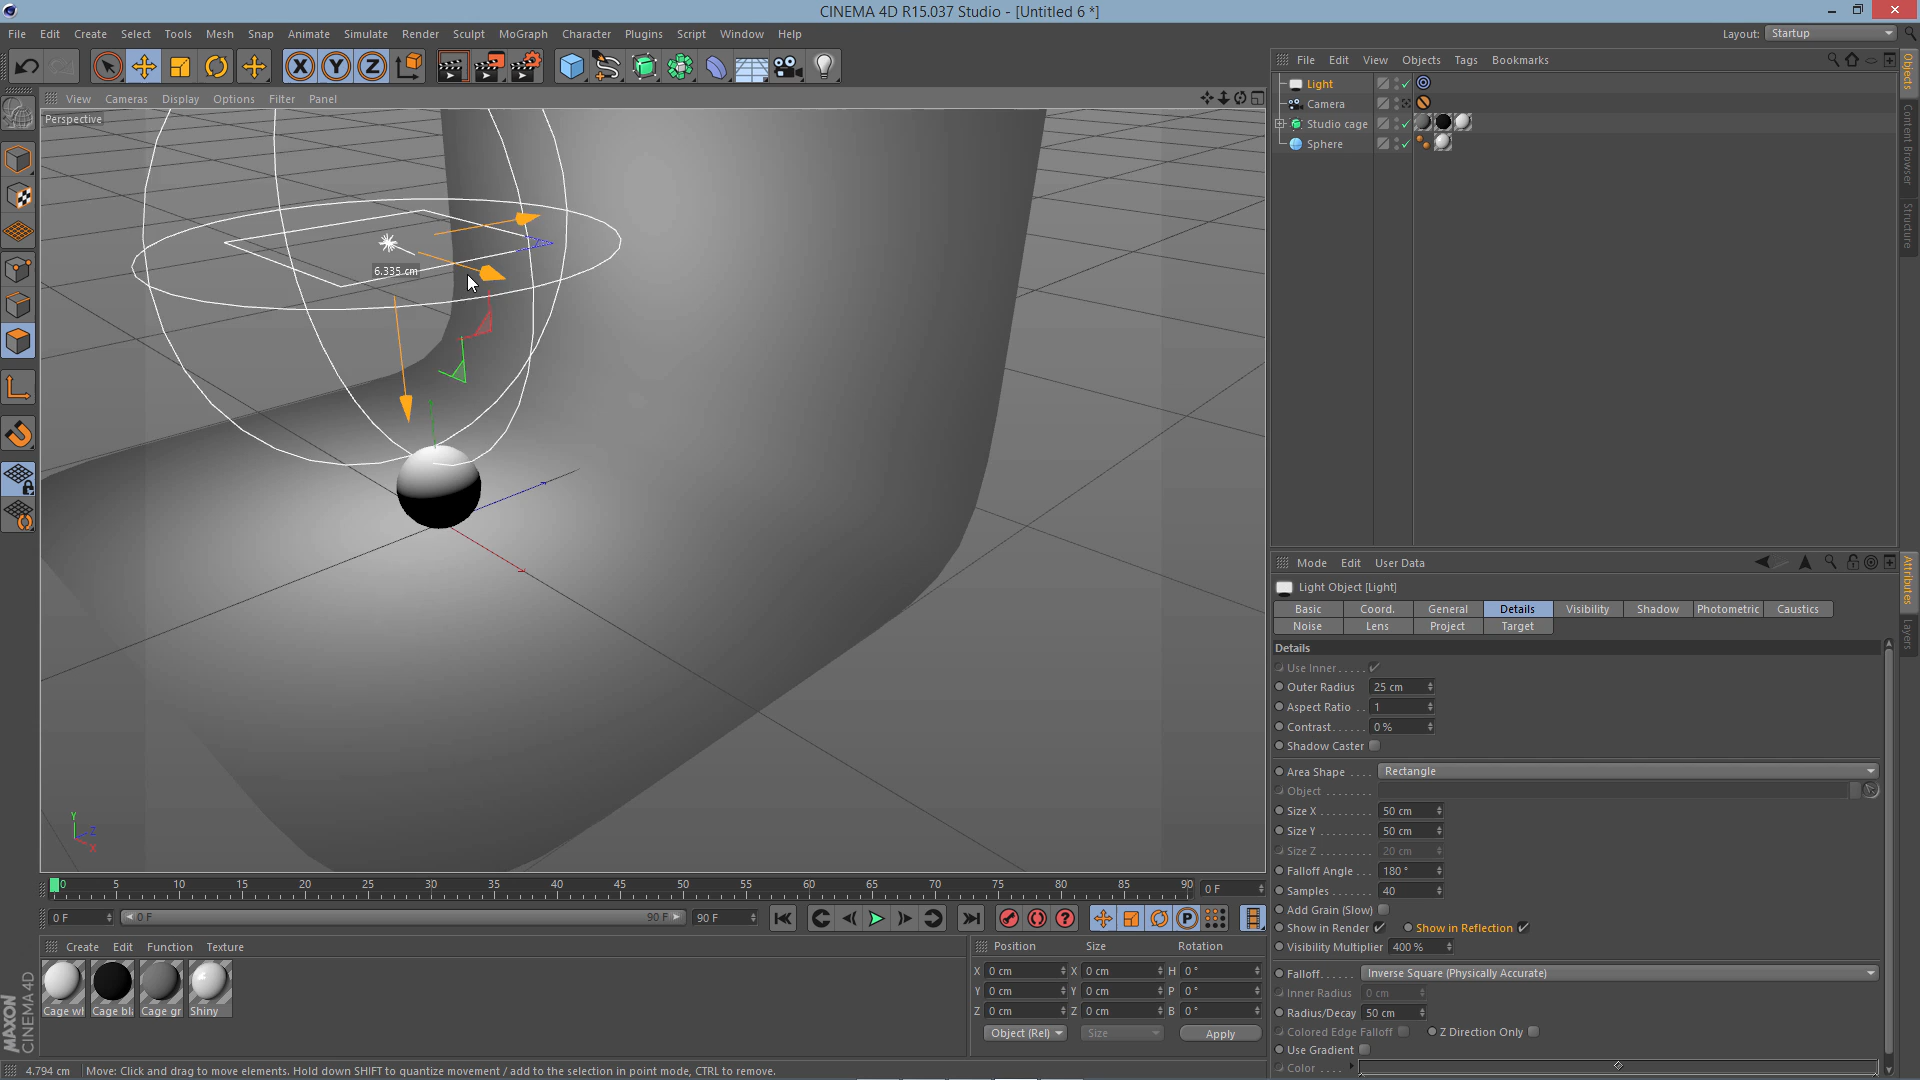 CINEMA 4D R15.037 Studio - [Untitled 6 *]
File Edit Create Select Tools Mesh Snap Animate Simulate Render Sculpt MoGraph Character Plugins Script Window Help
Layout: Startup
View Cameras Display Options Filter Panel
Perspective
6.335 cm
Y
Z
X
File Edit View Objects Tags Bookmarks
Light
Camera
Studio cage
Sphere
Objects
Content Browser
Structure
Mode Edit User Data
Light Object [Light]
Basic Coord. General Details Visibility Shadow Photometric Caustics
Noise Lens Project Target
Details
Use Inner.....
Outer Radius 25 cm
Aspect Ratio .. 1
Contrast...... 0 %
Shadow Caster
Area Shape .... Rectangle
Object ........
Size X ......... 50 cm
Size Y ......... 50 cm
Size Z ......... 20 cm
Falloff Angle ... 180 °
Samples ....... 40
Add Grain (Slow)
Show in Render Show in Reflection
Visibility Multiplier 400 %
Falloff...... Inverse Square (Physically Accurate)
Inner Radius 0 cm
Radius/Decay 50 cm
Colored Edge Falloff Z Direction Only
Use Gradient
Color ....
Attributes
Layers
0 5 10 15 20 25 30 35 40 45 50 55 60 65 70 75 80 85 90 0 F
0 F 0 F 90 F 90 F
P
Create Edit Function Texture
Cage wl Cage bl Cage gr Shiny
Position Size Rotation
X 0 cm X 0 cm H 0 °
Y 0 cm Y 0 cm P 0 °
Z 0 cm Z 0 cm B 0 °
Object (Rel) Size Apply
MAXON
CINEMA 4D
4.794 cm Move: Click and drag to move elements. Hold down SHIFT to quantize movement / add to the selection in point mode, CTRL to remove.